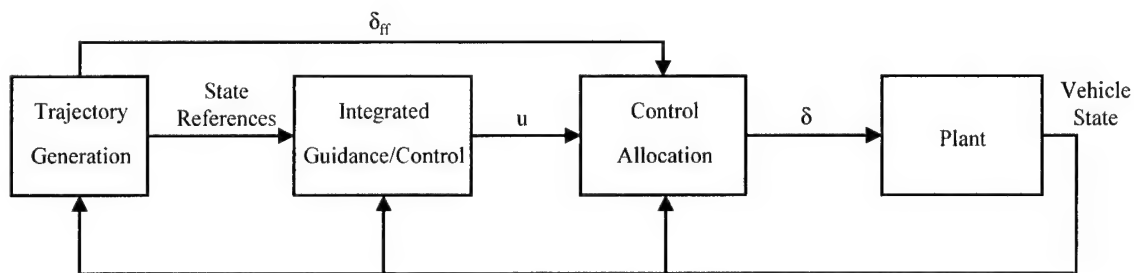 δff
Trajectory
Generation
State
References
Integrated
Guidance/Control
u
Control
Allocation
δ
Plant
Vehicle
State